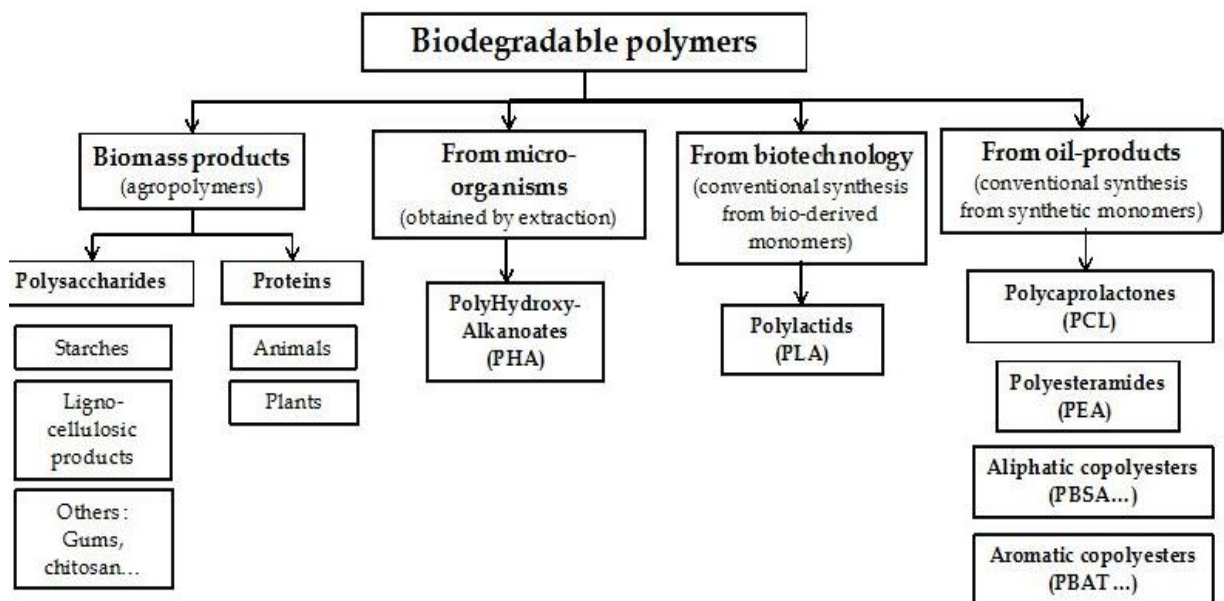 Biodegradable polymers
Biomass products
(agropolymers)
From micro-
organisms
(obtained by extraction)
From biotechnology
(conventional synthesis
from bio-derived
monomers)
From oil-products
(conventional synthesis
from synthetic monomers)
Polysaccharides
Proteins
PolyHydroxy-
Alkanoates
(PHA)
Polylactids
(PLA)
Polycaprolactones
(PCL)
Starches
Animals
Ligno-
cellulosic
products
Plants
Polyesteramides
(PEA)
Others :
Gums,
chitosan...
Aliphatic copolyesters
(PBSA...)
Aromatic copolyesters
(PBAT ...)